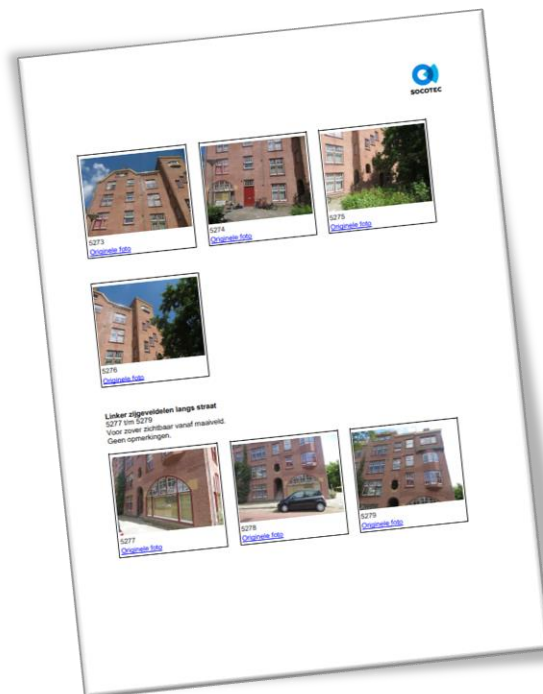 SOCOTEC
5273
Originele foto
5274
Originele foto
5275
Originele foto
5276
Originele foto
Linker zijgeveldelen langs straat
5277 t/m 5279
Voor zover zichtbaar vanaf maaiveld.
Geen opmerkingen.
5277
Originele foto
5278
Originele foto
5279
Originele foto